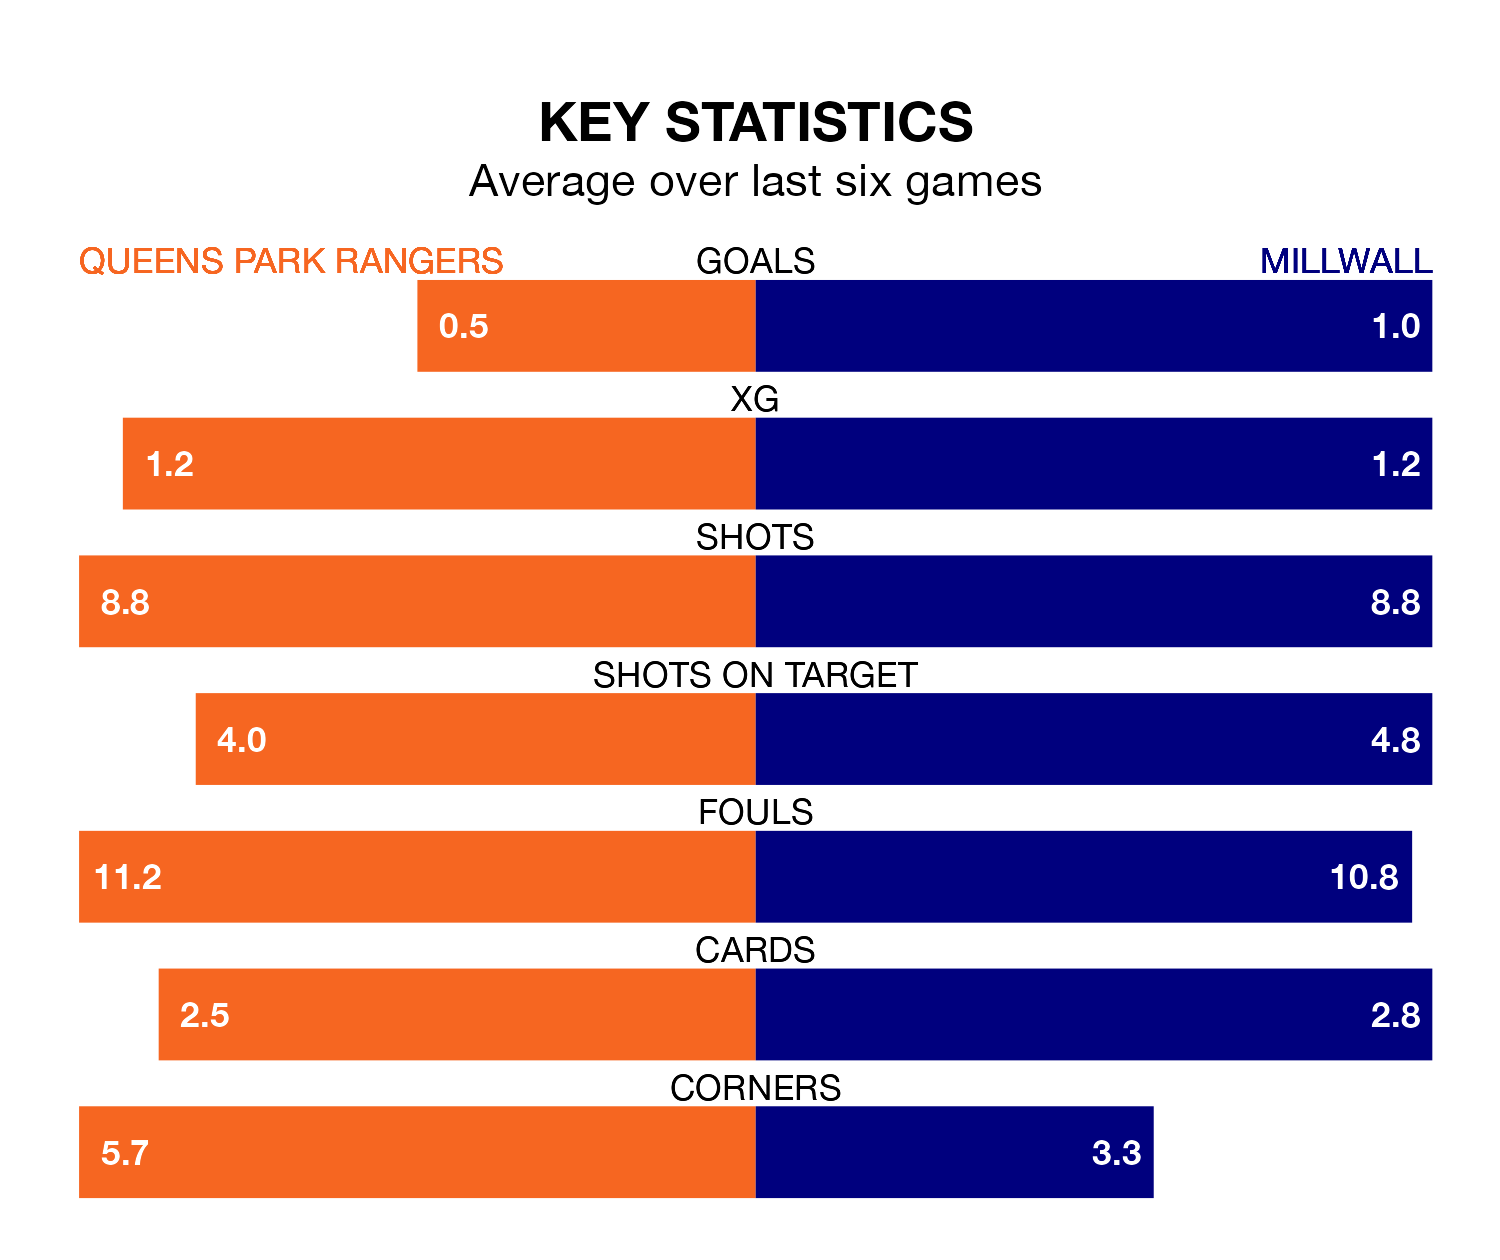 KEY STATISTICS
Average over last six games
QUEENS PARK RANGERS GOALS MILLWALL
0.5 1.0
XG
1.2 1.2
SHOTS
8.8 8.8
SHOTS ON TARGET
4.0 4.8
FOULS
11.2 10.8
CARDS
2.5 2.8
CORNERS
5.7 3.3